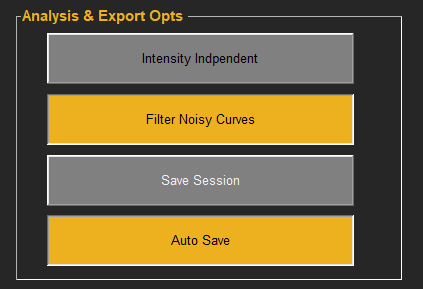 Analysis & Export Opts
Intensity Indpendent
Filter Noisy Curves
Save Session
Auto Save